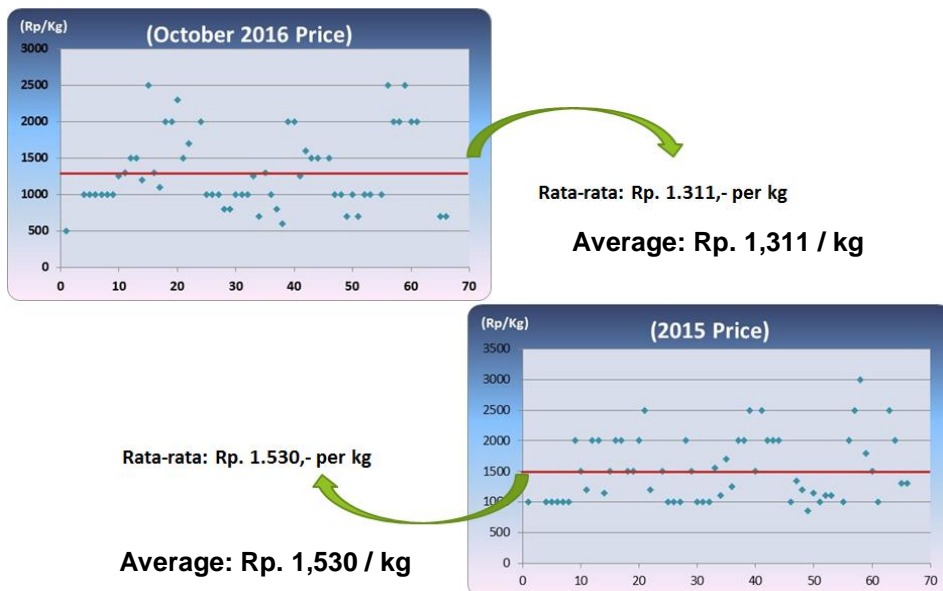 (Rp/Kg)
(October 2016 Price)
3000
2500
2000
1500
1000
500
0
0 10 20 30 40 50 60 70
Rata-rata: Rp. 1.311,- per kg
Average: Rp. 1,311 / kg
(Rp/Kg)
(2015 Price)
3500
3000
2500
2000
1500
1000
500
0
0 10 20 30 40 50 60 70
Rata-rata: Rp. 1.530,- per kg
Average: Rp. 1,530 / kg